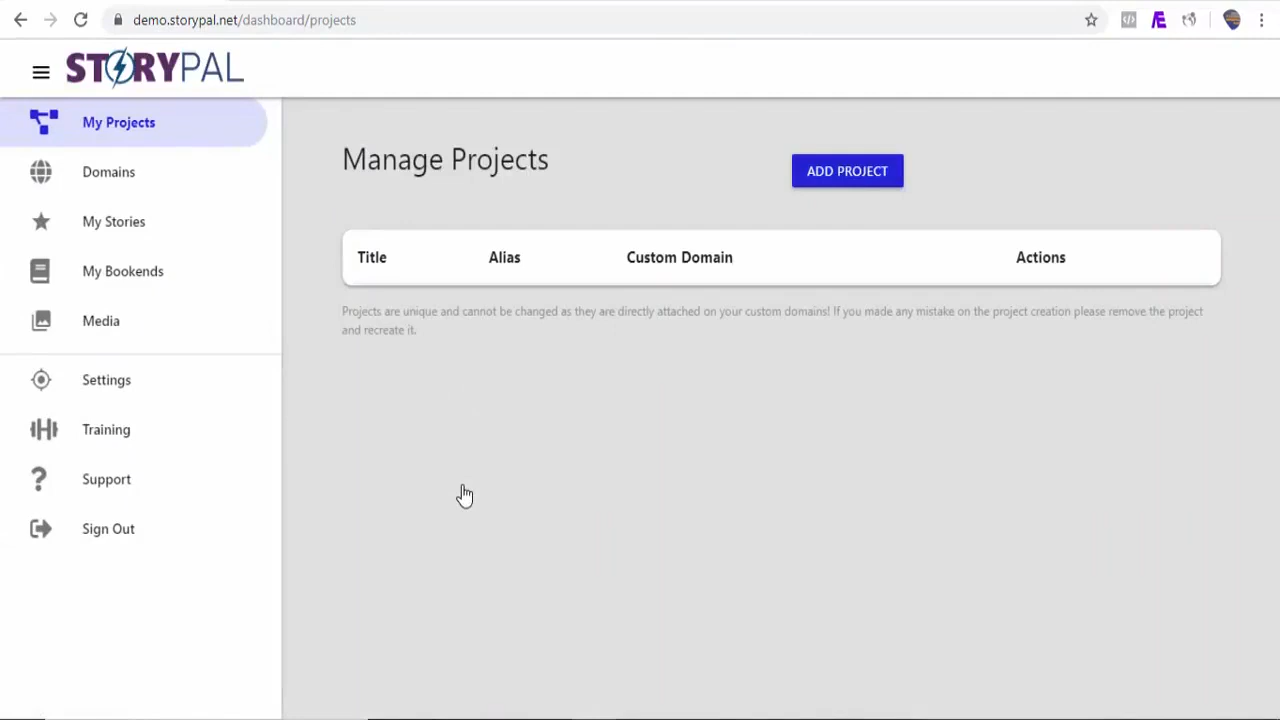 demo.storypal.net/dashboard/projects
STORYPAL
My Projects
Domains
My Stories
My Bookends
Media
Settings
Training
Support
Sign Out
Manage Projects
ADD PROJECT
Title Alias Custom Domain Actions
Projects are unique and cannot be changed as they are directly attached on your custom domains! If you made any mistake on the project creation please remove the project
and recreate it.